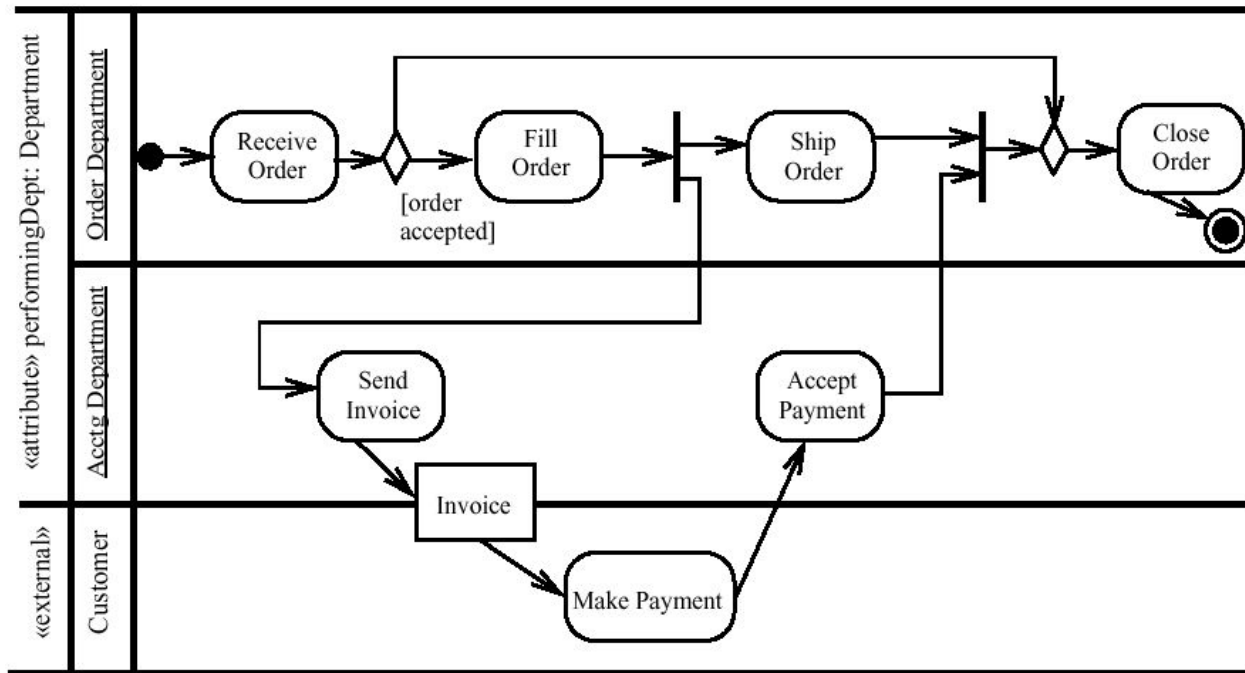 «attribute» performingDept: Department
Order Department
Receive
Order
[order
accepted]
Fill
Order
Ship
Order
Close
Order
Acctg Department
Send
Invoice
Accept
Payment
Invoice
«external»
Customer
Make Payment